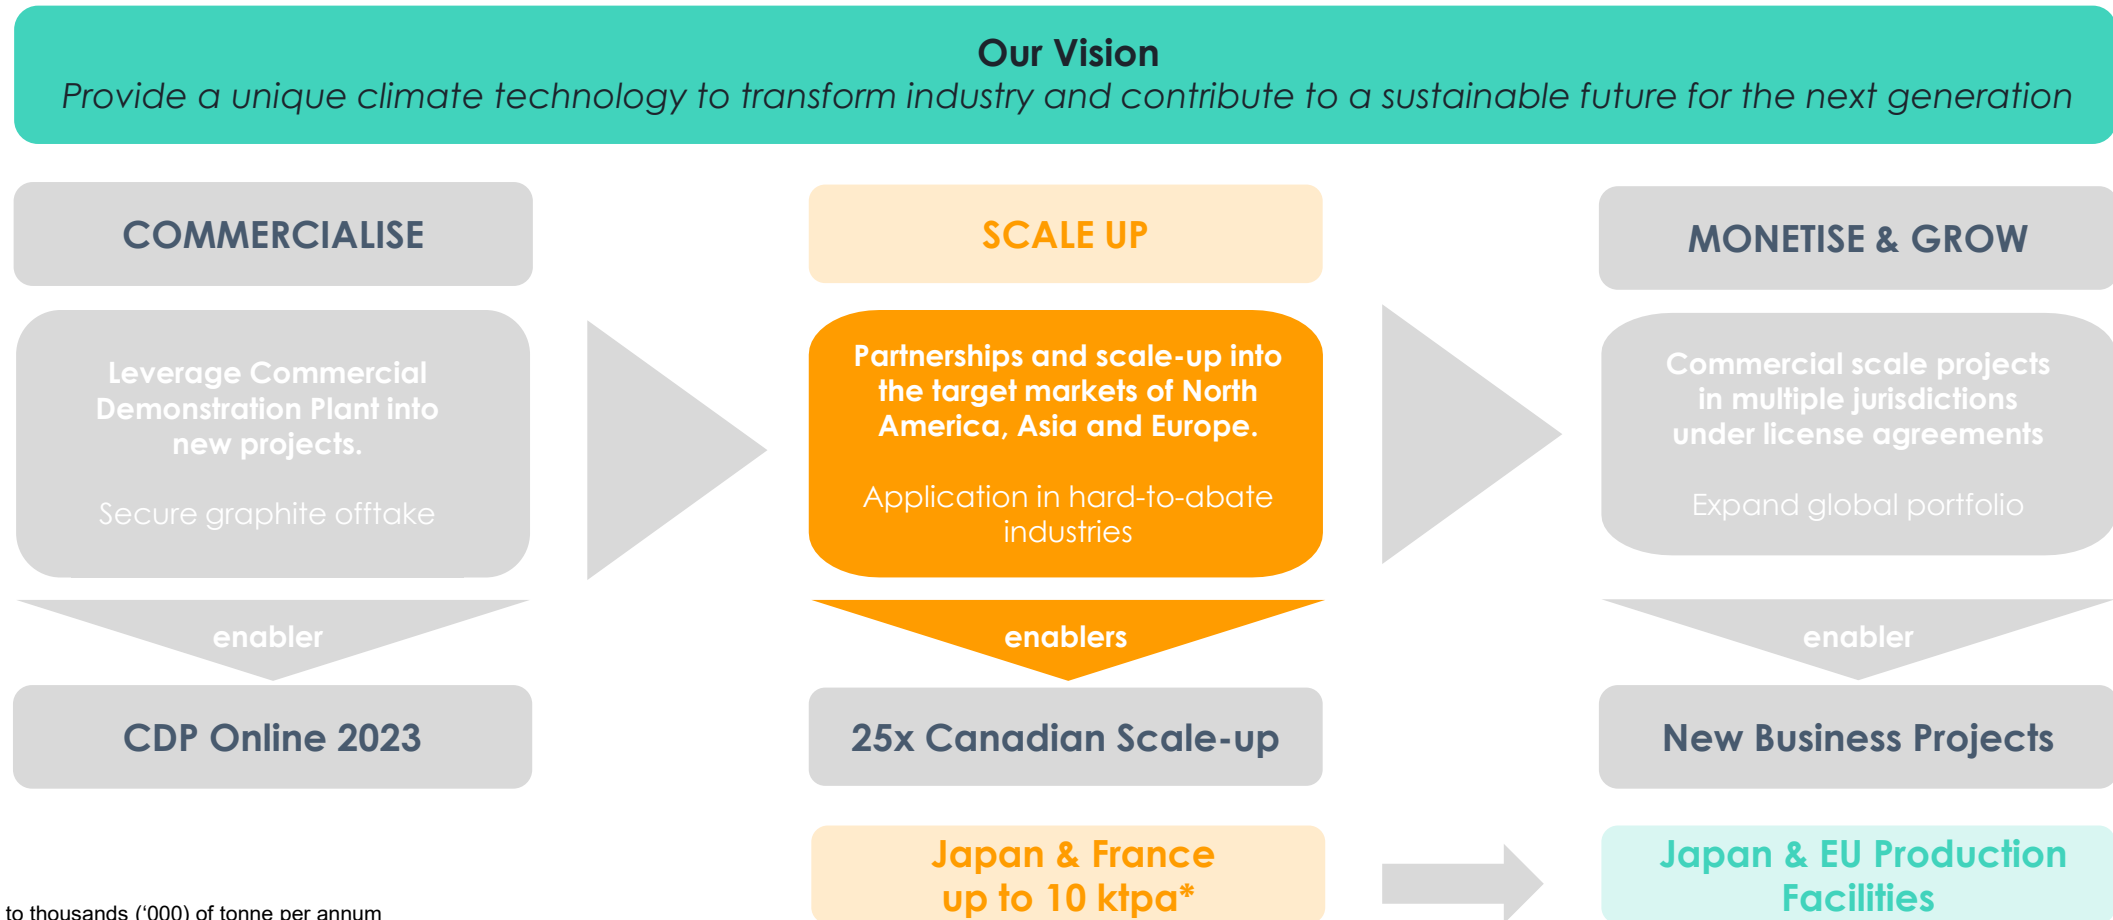 Our Vision
Provide a unique climate technology to transform industry and contribute to a sustainable future for the next generation
COMMERCIALISE
Leverage Commercial
Demonstration Plant into
new projects.
Secure graphite offtake
enabler
CDP Online 2023
SCALE UP
Partnerships and scale-up into
the target markets of North
America, Asia and Europe.
Application in hard-to-abate
industries
enablers
25x Canadian Scale-up
Japan & France
up to 10 ktpa*
MONETISE & GROW
Commercial scale projects
in multiple jurisdictions
under license agreements
Expand global portfolio
enabler
New Business Projects
Japan & EU Production
Facilities
to thousands (‘000) of tonne per annum